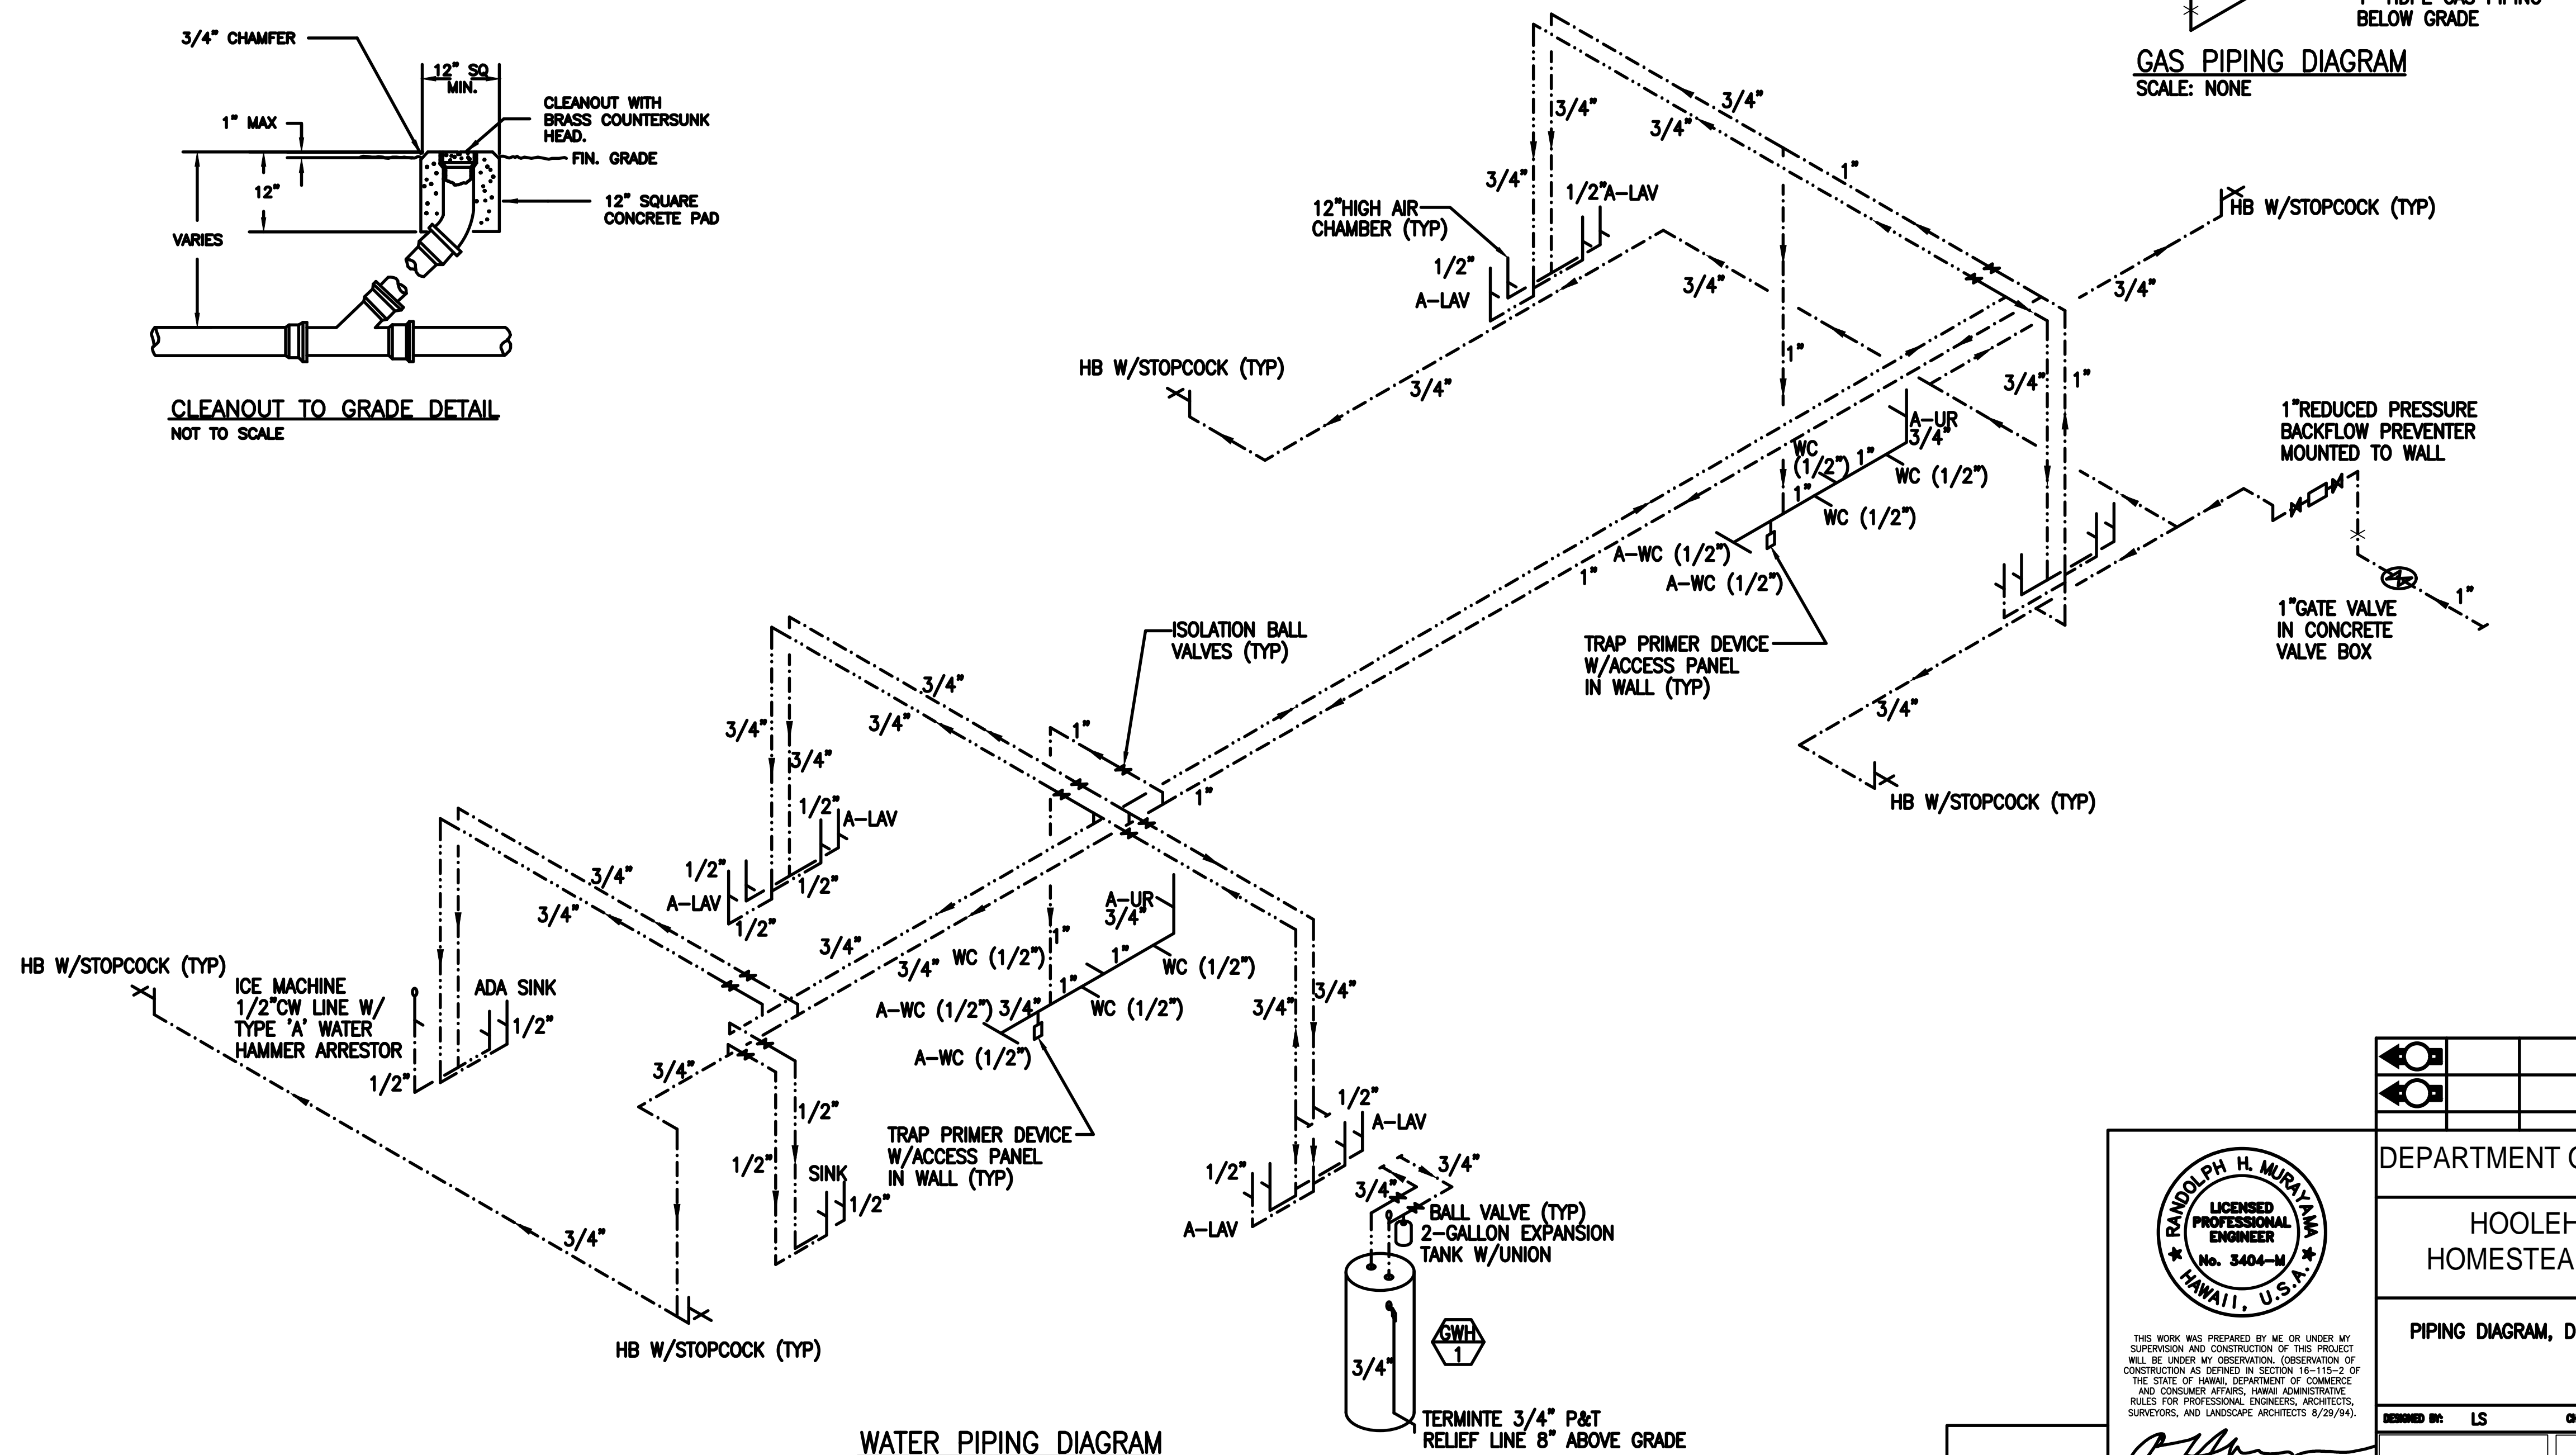 3/4" CHAMFER
12" SQ
MIN.
CLEANOUT WITH
BRASS COUNTERSUNK
HEAD.
1" MAX
FIN. GRADE
12"
12" SQUARE
CONCRETE PAD
VARIES
CLEANOUT TO GRADE DETAIL
NOT TO SCALE
BELOW GRADE
GAS PIPING DIAGRAM
SCALE: NONE
3/4"
3/4"
3/4"
1"
3/4"
1/2"
A-LAV
12"HIGH AIR
CHAMBER (TYP)
1/2"
A-LAV
HB W/STOPCOCK (TYP)
3/4"
3/4"
HB W/STOPCOCK (TYP)
3/4"
1"
3/4"
1"
A-UR
3/4"
WC
(1/2")
1"
WC (1/2")
1"
WC (1/2")
A-WC (1/2")
A-WC (1/2")
1"
1"REDUCED PRESSURE
BACKFLOW PREVENTER
MOUNTED TO WALL
1"
1"GATE VALVE
IN CONCRETE
VALVE BOX
TRAP PRIMER DEVICE
W/ACCESS PANEL
IN WALL (TYP)
3/4"
HB W/STOPCOCK (TYP)
ISOLATION BALL
VALVES (TYP)
3/4"
3/4"
3/4"
3/4"
1"
1"
1/2"
A-LAV
1/2"
1/2"
A-LAV
1/2"
3/4"
3/4"
3/4"
3/4"
A-UR
3/4"
WC (1/2")
1"
1"
1"
WC (1/2")
WC (1/2")
A-WC (1/2")
3/4"
A-WC (1/2")
3/4"
3/4"
HB W/STOPCOCK (TYP)
ICE MACHINE
1/2"CW LINE W/
TYPE 'A' WATER
HAMMER ARRESTOR
ADA SINK
1/2"
1/2"
3/4"
1/2"
1/2"
SINK
1/2"
TRAP PRIMER DEVICE
W/ACCESS PANEL
IN WALL (TYP)
1/2"
A-LAV
1/2"
A-LAV
3/4"
3/4"
BALL VALVE (TYP)
2-GALLON EXPANSION
TANK W/UNION
3/4"
HB W/STOPCOCK (TYP)
GWH
1
3/4"
TERMINTE 3/4" P&T
RELIEF LINE 8" ABOVE GRADE
WATER PIPING DIAGRAM
RANDOLPH H. MURAYAMA
LICENSED
PROFESSIONAL
ENGINEER
No. 3404-M
HAWAII, U.S.A.
THIS WORK WAS PREPARED BY ME OR UNDER MY
SUPERVISION AND CONSTRUCTION OF THIS PROJECT
WILL BE UNDER MY OBSERVATION. (OBSERVATION OF
CONSTRUCTION AS DEFINED IN SECTION 16-115-2 OF
THE STATE OF HAWAII, DEPARTMENT OF COMMERCE
AND CONSUMER AFFAIRS, HAWAII ADMINISTRATIVE
RULES FOR PROFESSIONAL ENGINEERS, ARCHITECTS,
SURVEYORS, AND LANDSCAPE ARCHITECTS 8/29/94).
DEPARTMENT
HOOLEH
HOMESTEA
PIPING DIAGRAM, D
DESIGNED BY: LS